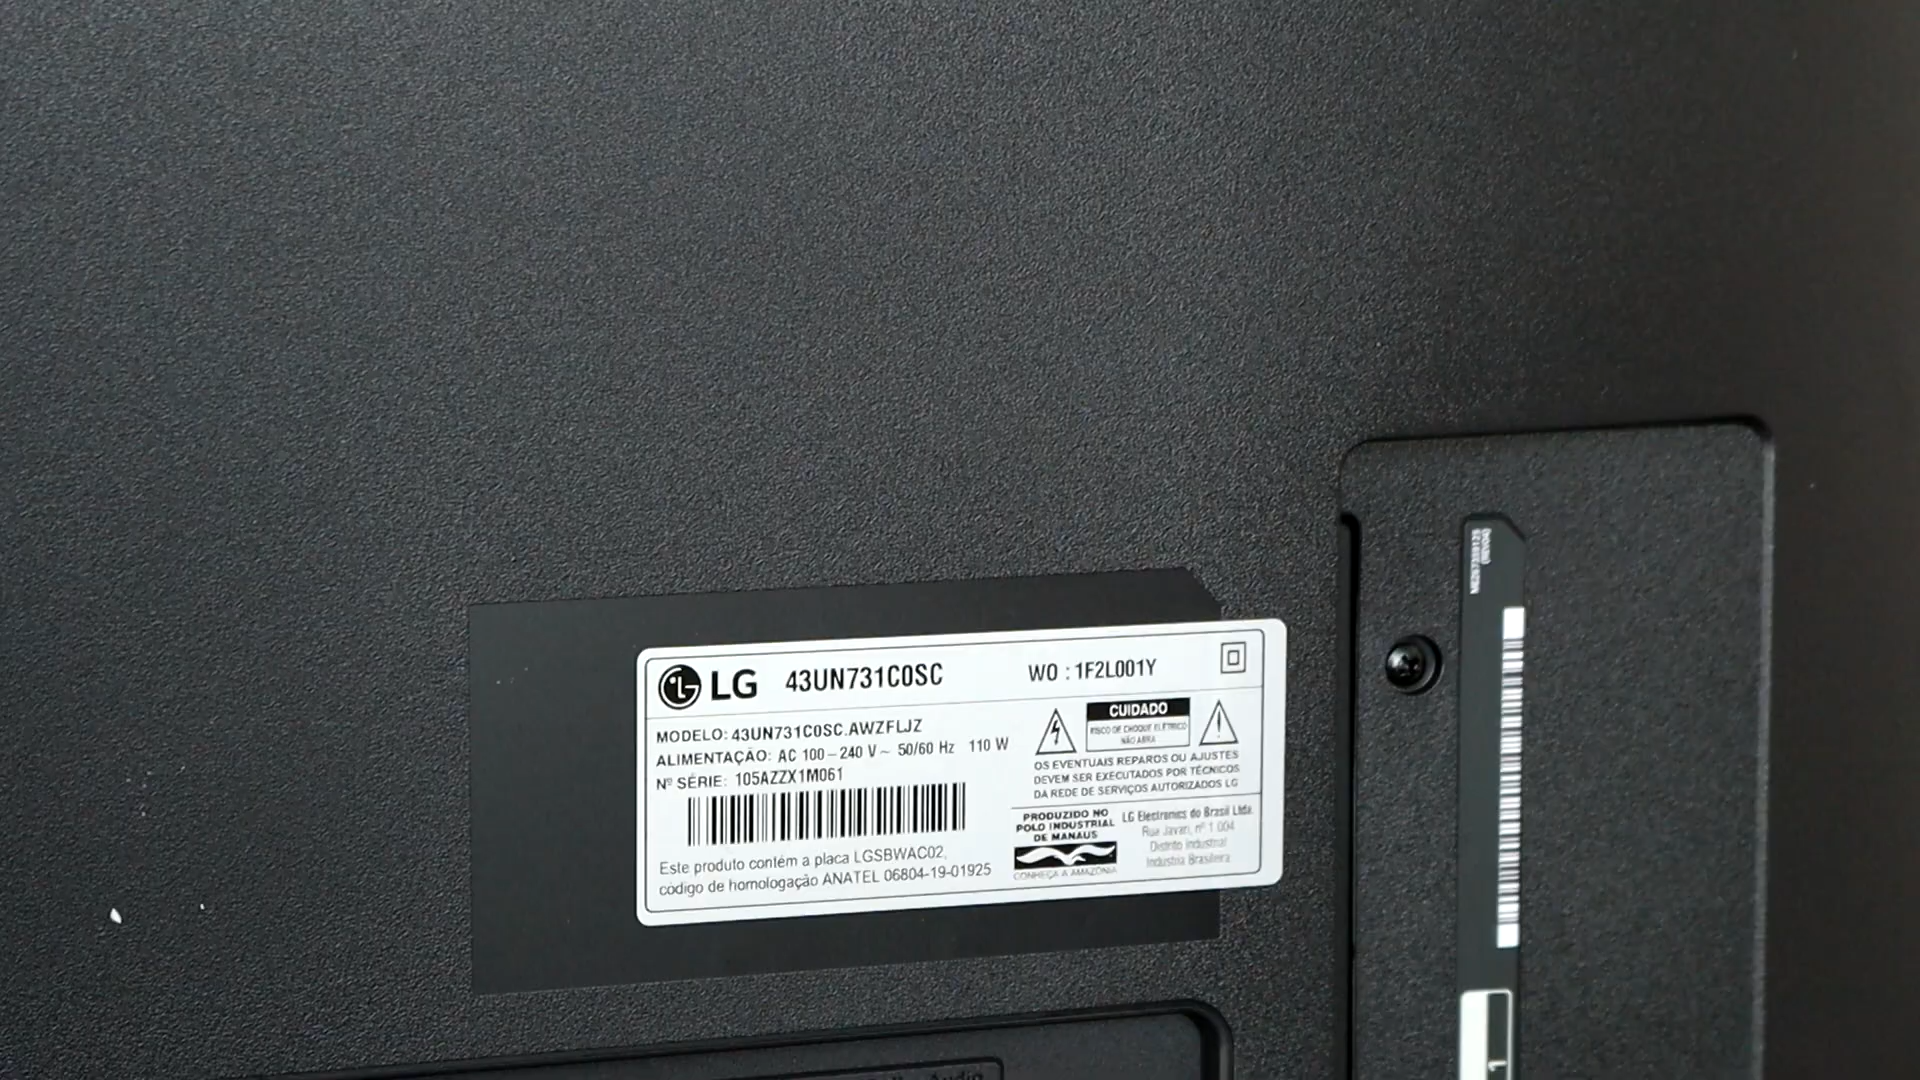 LG 43UN731C0SC WO : 1F2L001Y
MODELO: 43UN731C0SC.AWZFLJZ
ALIMENTAÇÃO: AC 100 – 240 V ~ 50/60 Hz 110 W
Nº SÉRIE: 105AZZX1M061
Este produto contém a placa LGSBWAC02,
código de homologação ANATEL 06804-19-01925
CUIDADO
RISCO DE CHOQUE ELÉTRICO
NÃO ABRA
OS EVENTUAIS REPAROS OU AJUSTES
DEVEM SER EXECUTADOS POR TÉCNICOS
DA REDE DE SERVIÇOS AUTORIZADOS LG
PRODUZIDO NO
POLO INDUSTRIAL
DE MANAUS
CONHEÇA A AMAZÔNIA
LG Electronics do Brasil Ltda.
Rua Javari, nº 1.004
Distrito Industrial
Indústria Brasileira
1
Audio